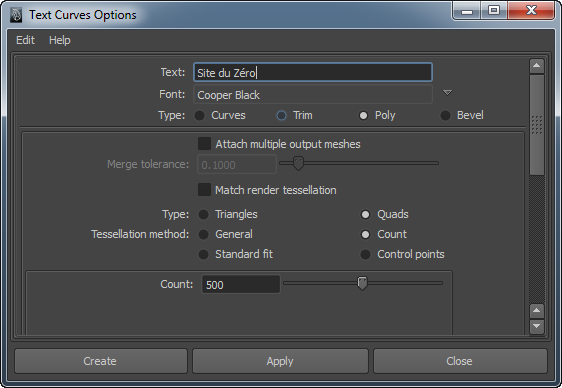 Text Curves Options
Edit Help
Text: Site du Zéro
Font: Cooper Black
Type: Curves Trim Poly Bevel
Attach multiple output meshes
Merge tolerance: 0.1000
Match render tessellation
Type: Triangles Quads
Tessellation method: General Count
Standard fit Control points
Count: 500
Create Apply Close